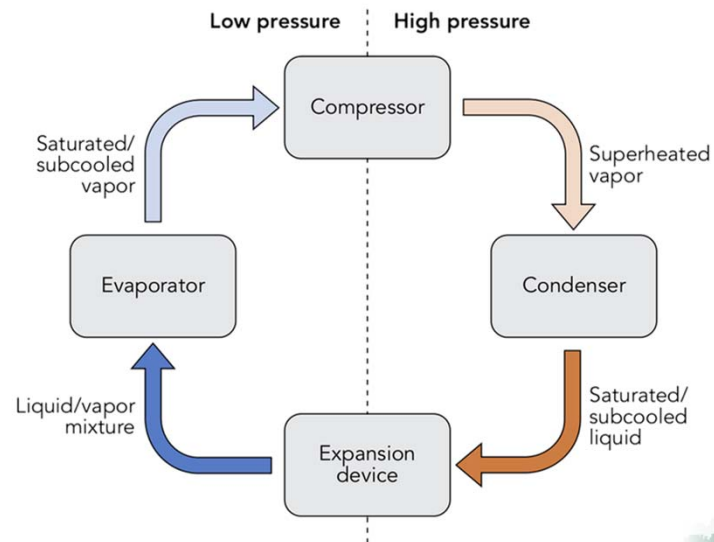 Low pressure
High pressure
Compressor
Saturated/
subcooled
vapor
Superheated
vapor
Evaporator
Condenser
Liquid/vapor
mixture
Saturated/
subcooled
liquid
Expansion
device